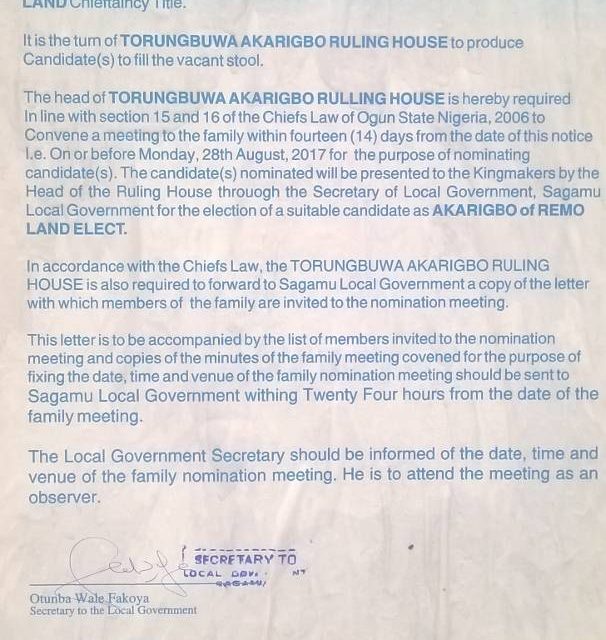 LAND Chieftaincy Title.
It is the turn of TORUNGBUWA AKARIGBO RULING HOUSE to produce
Candidate(s) to fill the vacant stool.
The head of TORUNGBUWA AKARIGBO RULLING HOUSE is hereby required
In line with section 15 and 16 of the Chiefs Law of Ogun State Nigeria, 2006 to
Convene a meeting to the family within fourteen (14) days from the date of this notice
I.e. On or before Monday, 28th August, 2017 for the purpose of nominating
candidate(s). The candidate(s) nominated will be presented to the Kingmakers by the
Head of the Ruling House throuogh the Secretary of Local Government, Sagamu
Local Government for the election of a suitable candidate as AKARIGBO of REMO
LAND ELECT.
In accordance with the Chiefs Law, the TORUNGBUWA AKARIGBO RULING
HOUSE is also required to forward to Sagamu Local Government a copy of the letter
with which members of the family are invited to the nomination meeting.
This letter is to be accompanied by the list of members invited to the nomination
meeting and copies of the minutes of the family meeting covened for the purpose of
fixing the date, time and venue of the family nomination meeting should be sent to
Sagamu Local Government withing Twenty Four hours from the date of the
family meeting.
The Local Government Secretary should be informed of the date, time and
venue of the family nomination meeting. He is to attend the meeting as an
observer.
SECRETARY TO
LOCAL
SAGAMU
Otunba Wale Fakoya
Secretary to the Local Government